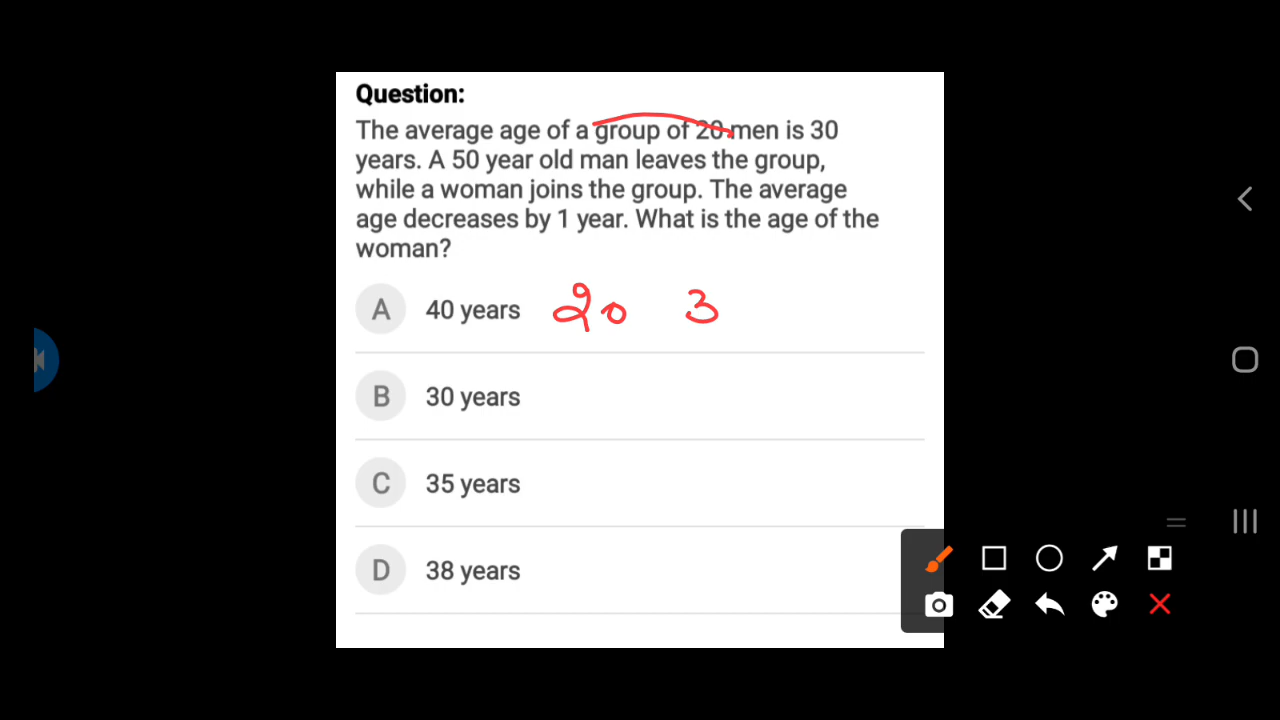 Question:
The average age of a group of 20 men is 30
years. A 50 year old man leaves the group,
while a woman joins the group. The average
age decreases by 1 year. What is the age of the
woman?
A 40 years 20 3
B 30 years
C 35 years
D 38 years